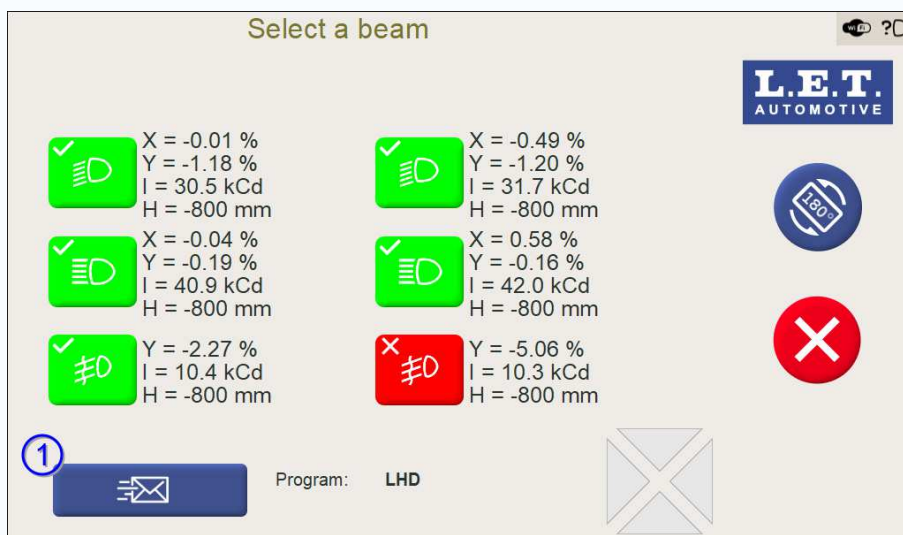 Select a beam
WiFi ?
L.E.T.
AUTOMOTIVE
X = -0.01 %
Y = -1.18 %
I = 30.5 kCd
H = -800 mm
X = -0.49 %
Y = -1.20 %
I = 31.7 kCd
H = -800 mm
180°
X = -0.04 %
Y = -0.19 %
I = 40.9 kCd
H = -800 mm
X = 0.58 %
Y = -0.16 %
I = 42.0 kCd
H = -800 mm
Y = -2.27 %
I = 10.4 kCd
H = -800 mm
Y = -5.06 %
I = 10.3 kCd
H = -800 mm
1
Program: LHD